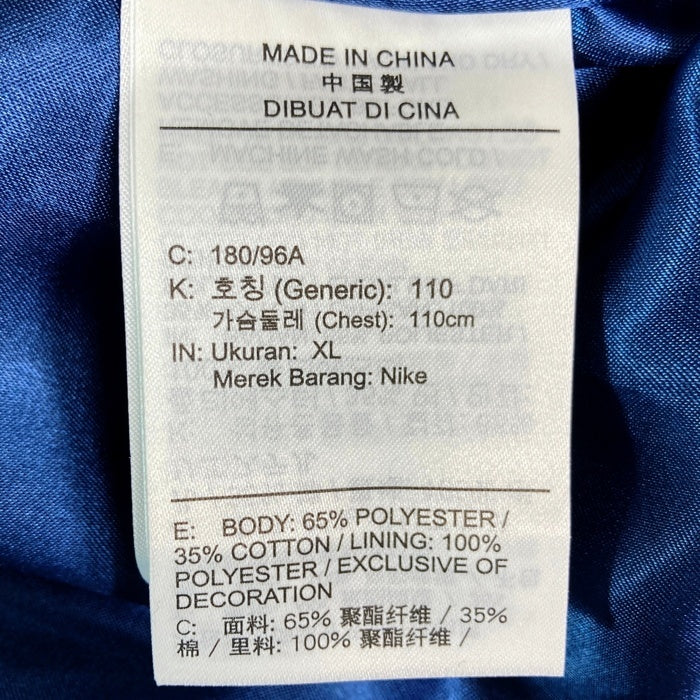 MADE IN CHINA
中国製
DIBUAT DI CINA
C: 180/96A
K: 호칭 (Generic): 110
가슴둘레 (Chest): 110cm
IN: Ukuran: XL
Merek Barang: Nike
E: BODY: 65% POLYESTER /
35% COTTON / LINING: 100%
POLYESTER / EXCLUSIVE OF
DECORATION
C: 面料: 65% 聚酯纤维 / 35%
棉 / 里料: 100% 聚酯纤维 /